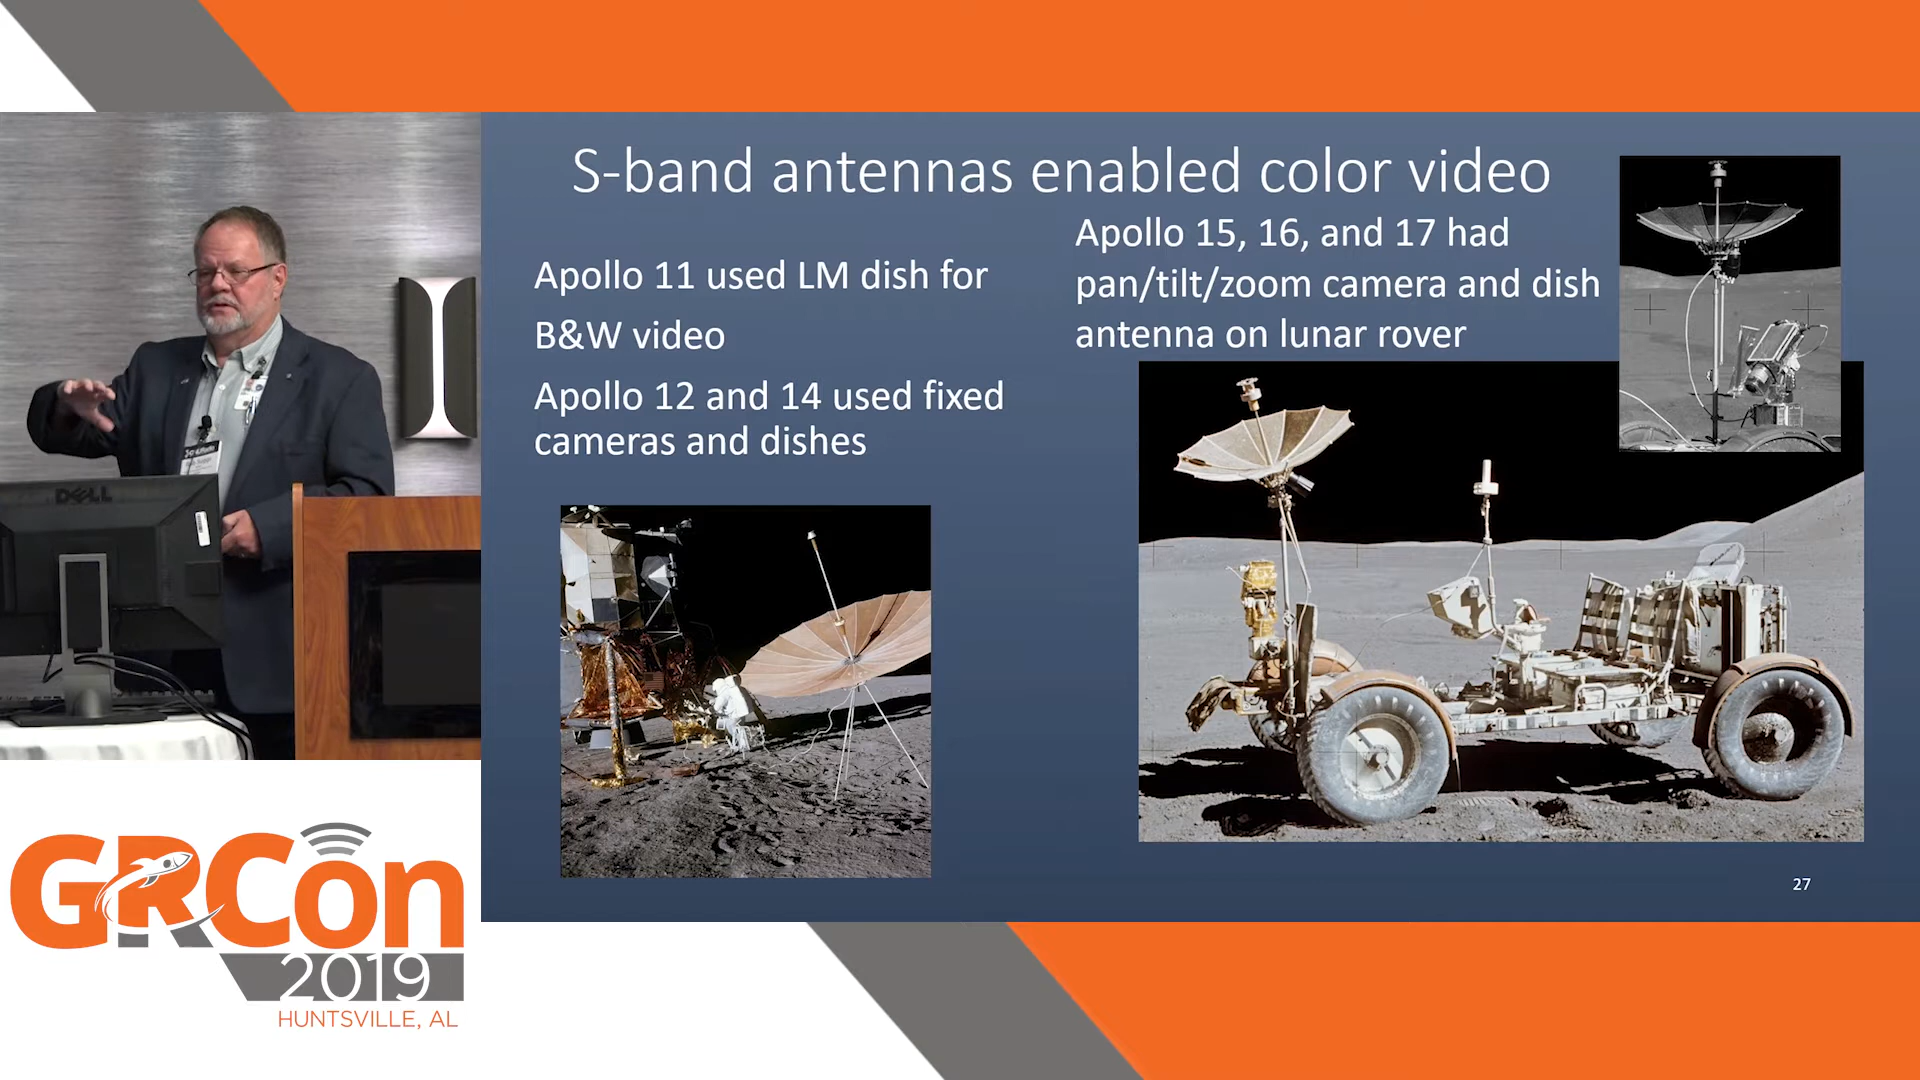 S-band antennas enabled color video
Apollo 11 used LM dish for
B&W video
Apollo 12 and 14 used fixed
cameras and dishes
Apollo 15, 16, and 17 had
pan/tilt/zoom camera and dish
antenna on lunar rover
27
DELL
GRCon
2019
HUNTSVILLE, AL